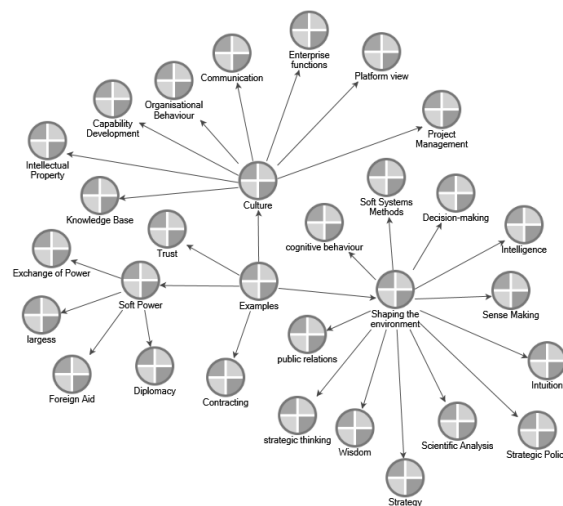 Enterprise
functions
Communication
Platform view
Organisational
Behaviour
Capability
Development
Project
Management
Intellectual
Property
Culture
Knowledge Base
Soft Systems
Methods
Decision-making
cognitive behaviour
Intelligence
Trust
Exchange of Power
Soft Power
Examples
Shaping the
environment
Sense Making
largess
public relations
Intuition
Foreign Aid
Diplomacy
Contracting
strategic thinking
Wisdom
Scientific Analysis
Strategic Polic
Strategy